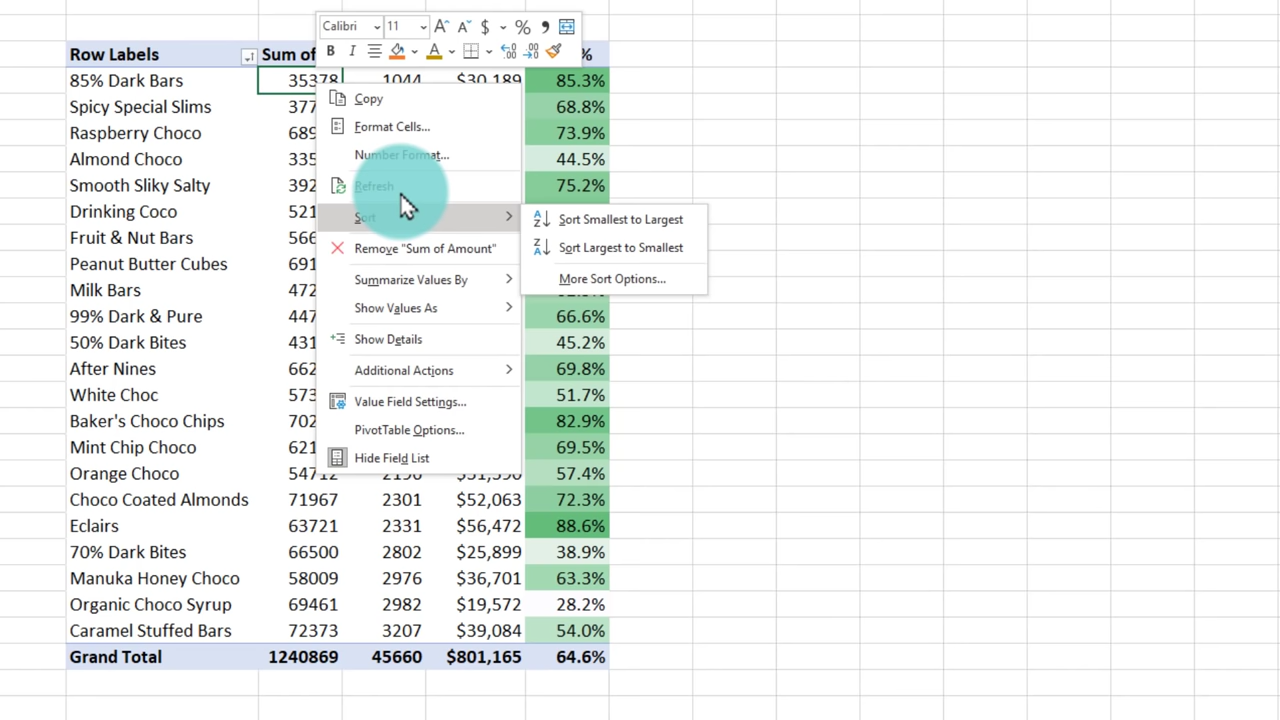 Calibri 11 A A $ % ,
B I A
Row Labels Sum of %
85% Dark Bars 35378 1044 $30,189 85.3%
Copy
Spicy Special Slims 377 68.8%
Format Cells...
Raspberry Choco 689 73.9%
Number Format...
Almond Choco 335 44.5%
Smooth Sliky Salty 392 Refresh 75.2%
Drinking Coco 521 Sort Sort Smallest to Largest
Fruit & Nut Bars 566 Remove "Sum of Amount" Sort Largest to Smallest
Peanut Butter Cubes 691 Summarize Values By More Sort Options...
Milk Bars 472
Show Values As
99% Dark & Pure 447 66.6%
50% Dark Bites 431 Show Details 45.2%
After Nines 662 Additional Actions 69.8%
White Choc 573 Value Field Settings... 51.7%
Baker's Choco Chips 702 PivotTable Options... 82.9%
Mint Chip Choco 621 Hide Field List 69.5%
Orange Choco 57.4%
Choco Coated Almonds 71967 2301 $52,063 72.3%
Eclairs 63721 2331 $56,472 88.6%
70% Dark Bites 66500 2802 $25,899 38.9%
Manuka Honey Choco 58009 2976 $36,701 63.3%
Organic Choco Syrup 69461 2982 $19,572 28.2%
Caramel Stuffed Bars 72373 3207 $39,084 54.0%
Grand Total 1240869 45660 $801,165 64.6%